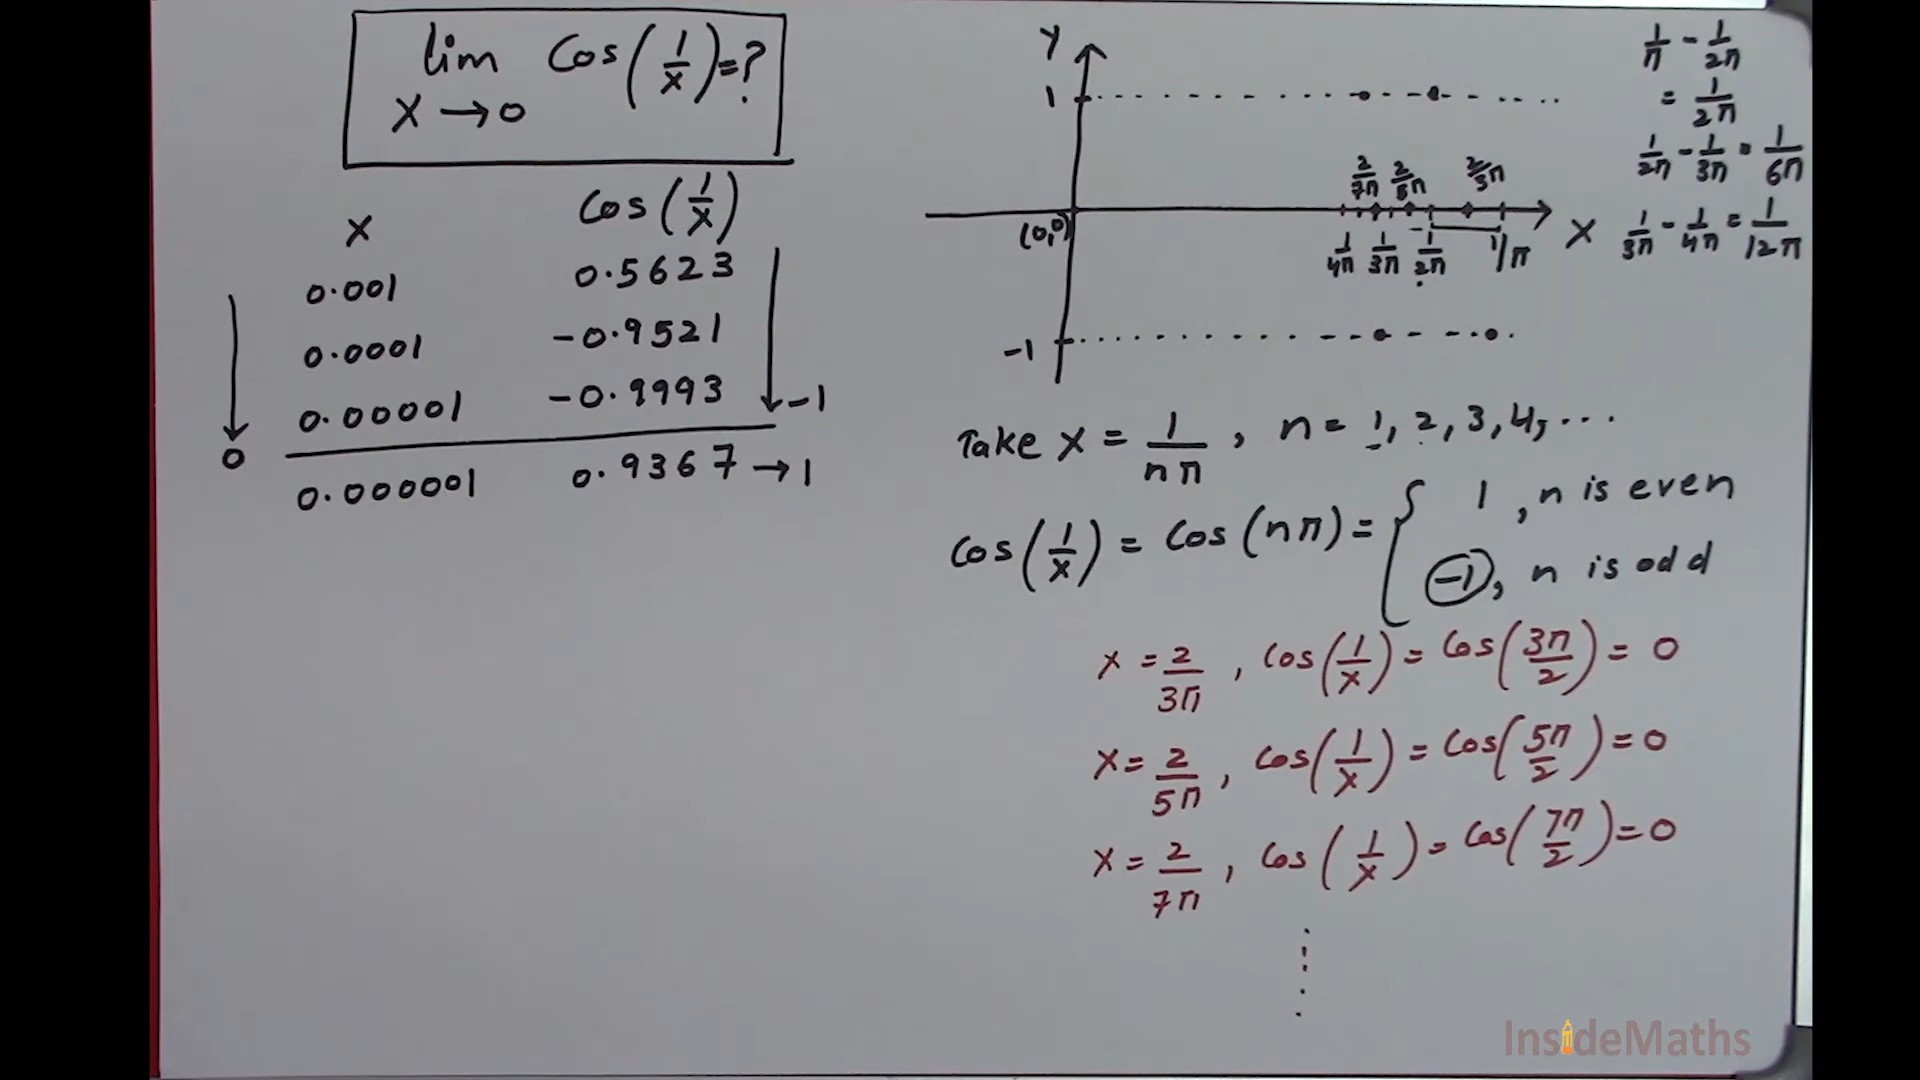 lim cos(1/x)=?
x→0
x cos(1/x)
0.001 0.5623
0.0001 -0.9521
0.00001 -0.9993
0 -1
0.000001 0.9367 → 1
Y
1
2/7π 2/5π 2/3π
(0,0) X
1/4π 1/3π 1/2π 1/π
-1
1/π - 1/2π
= 1/2π
1/2π - 1/3π = 1/6π
1/3π - 1/4π = 1/12π
Take x = 1/nπ, n = 1, 2, 3, 4, ...
cos(1/x) = cos(nπ) = { 1, n is even
-1, n is odd
x = 2/3π, cos(1/x) = cos(3π/2) = 0
x = 2/5π, cos(1/x) = cos(5π/2) = 0
x = 2/7π, cos(1/x) = cos(7π/2) = 0
InsideMaths